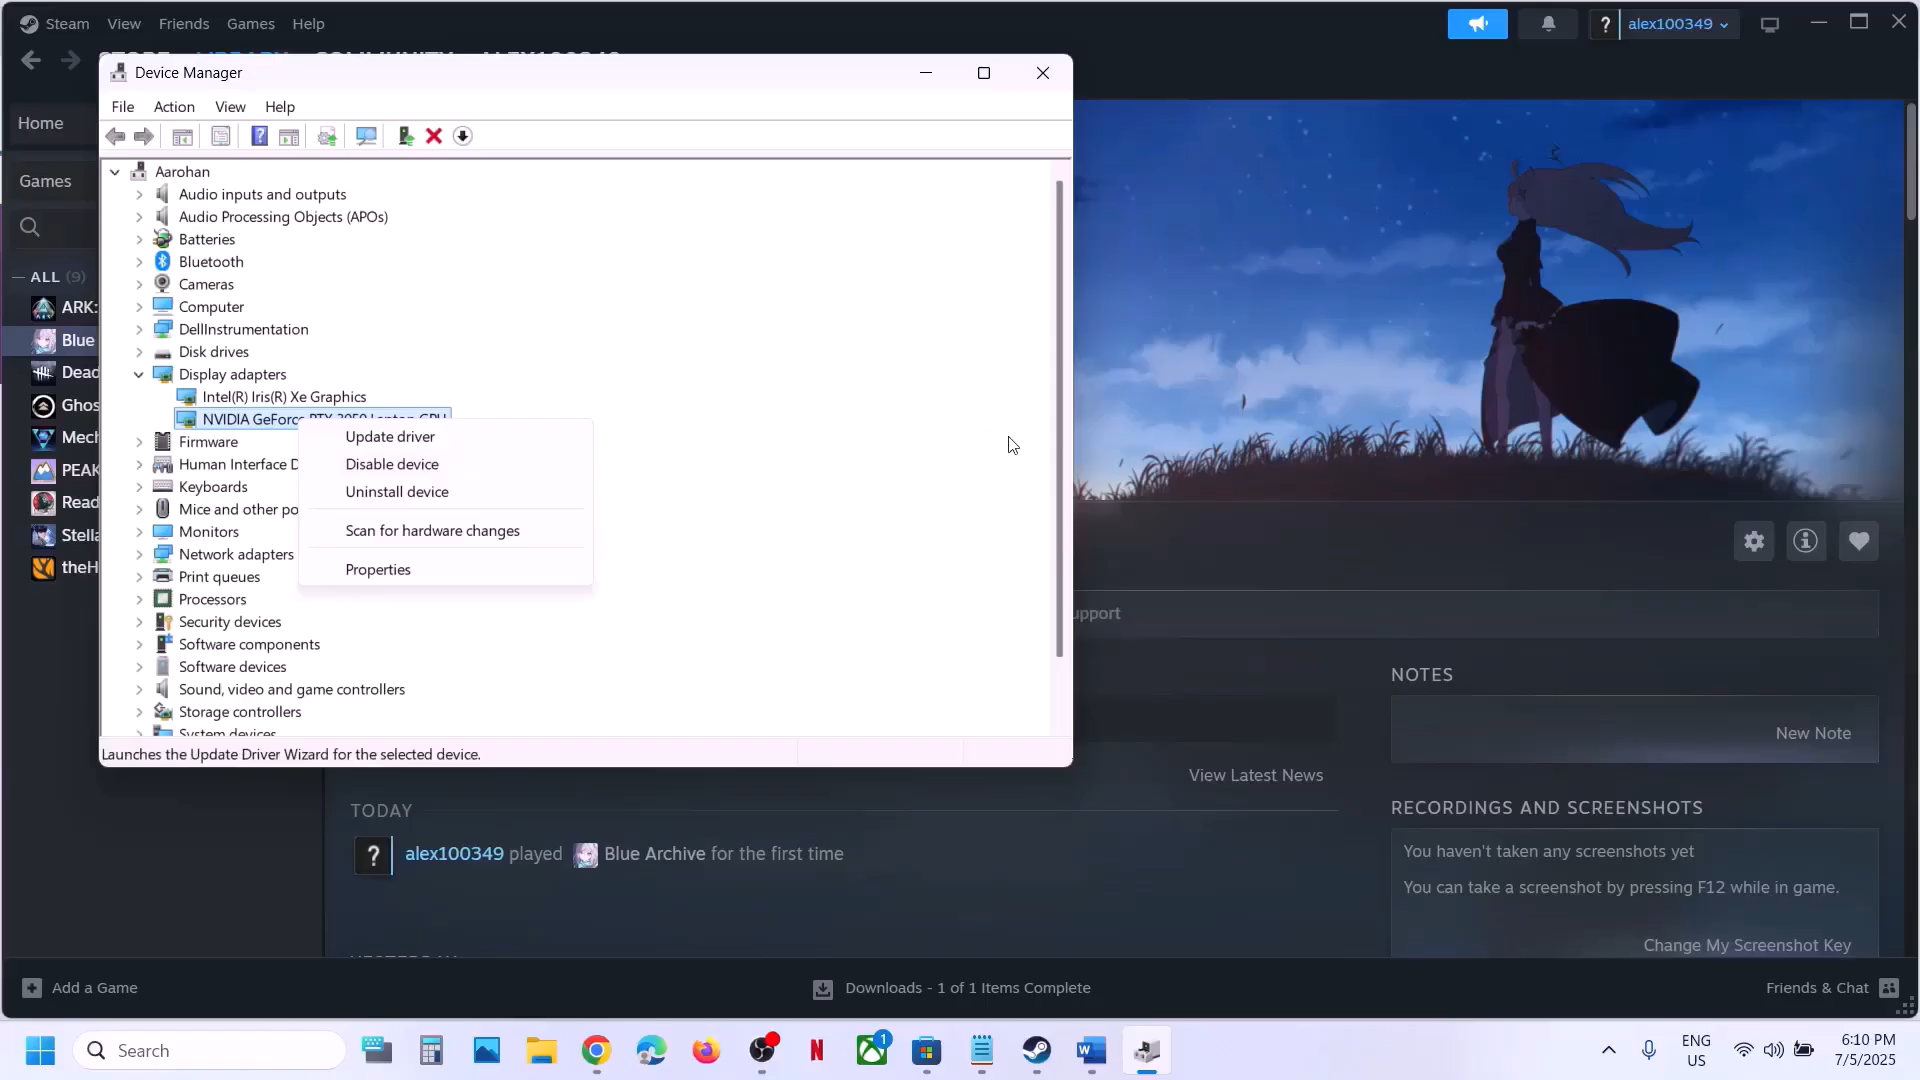 Steam View Friends Games Help
? alex100349
Device Manager
File Action View Help
Home
Games
ALL (9)
ARK:
Blue
Dead
Ghos
Mech
PEAK
Read
Stella
theH
Aarohan
Audio inputs and outputs
Audio Processing Objects (APOs)
Batteries
Bluetooth
Cameras
Computer
DellInstrumentation
Disk drives
Display adapters
Intel(R) Iris(R) Xe Graphics
NVIDIA GeForce RTX 3050 Laptop GPU
Firmware
Human Interface D
Keyboards
Mice and other po
Monitors
Network adapters
Print queues
Processors
Security devices
Software components
Software devices
Sound, video and game controllers
Storage controllers
System devices
Update driver
Disable device
Uninstall device
Scan for hardware changes
Properties
Launches the Update Driver Wizard for the selected device.
upport
View Latest News
TODAY
? alex100349 played Blue Archive for the first time
NOTES
New Note
RECORDINGS AND SCREENSHOTS
You haven't taken any screenshots yet
You can take a screenshot by pressing F12 while in game.
Change My Screenshot Key
Add a Game
Downloads - 1 of 1 Items Complete
Friends & Chat
Search
1
ENG
US
6:10 PM
7/5/2025